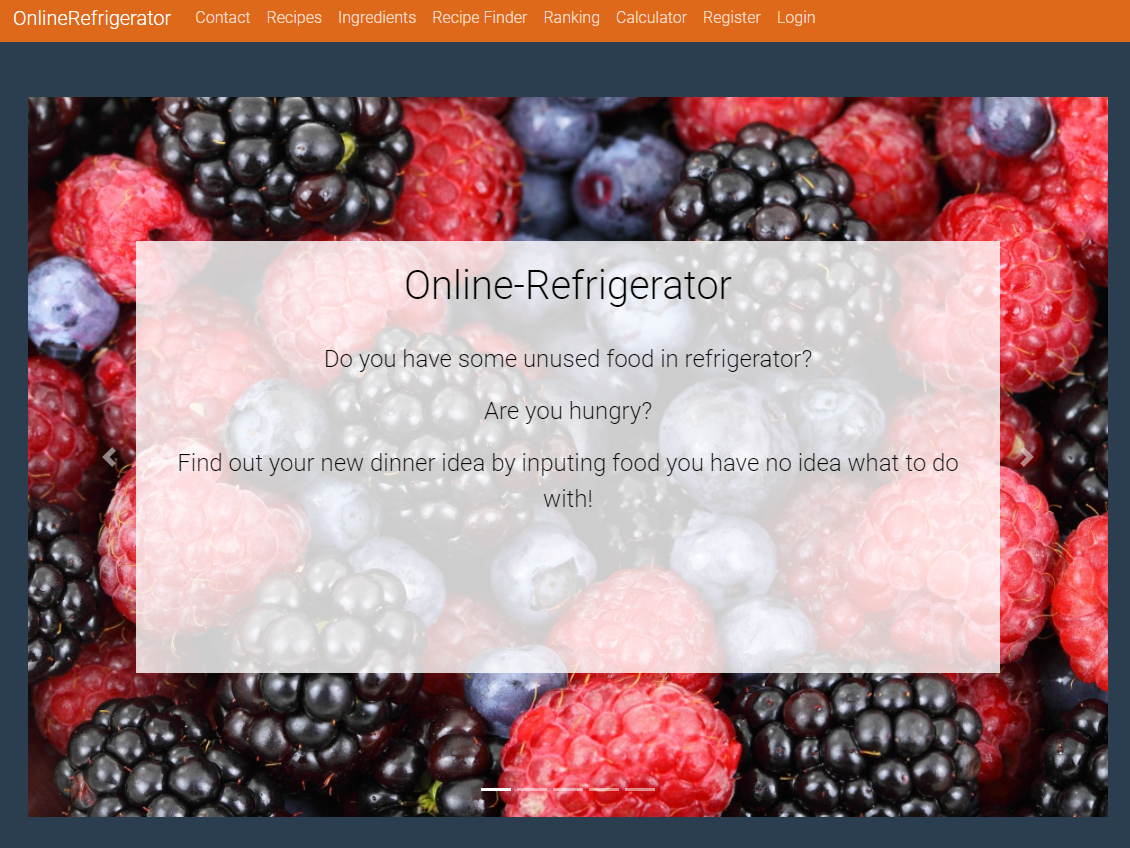 OnlineRefrigerator Contact Recipes Ingredients Recipe Finder Ranking Calculator Register Login
Online-Refrigerator
Do you have some unused food in refrigerator?
Are you hungry?
Find out your new dinner idea by inputing food you have no idea what to do
with!